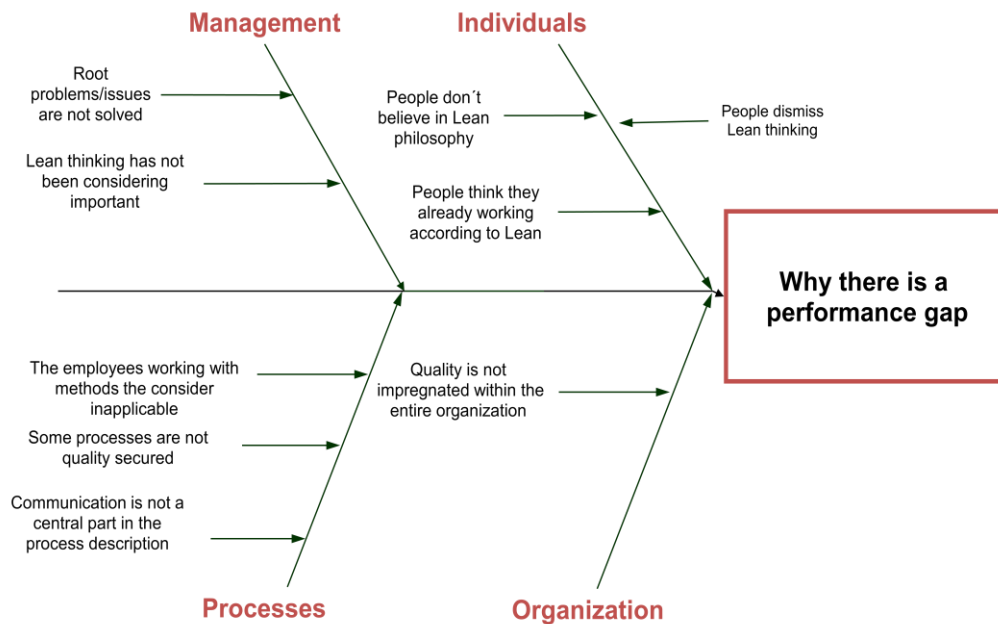 Management
Individuals
Root
problems/issues
are not solved
Lean thinking has not
been considering
important
People don´t
believe in Lean
philosophy
People dismiss
Lean thinking
People think they
already working
according to Lean
Why there is a
performance gap
The employees working with
methods the consider
inapplicable
Some processes are not
quality secured
Communication is not a
central part in the
process description
Quality is not
impregnated within the
entire organization
Processes
Organization